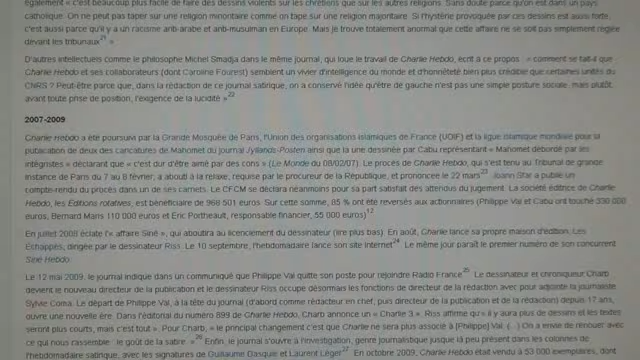 également « c'est beaucoup plus facile de faire des dessins violents sur les chrétiens que sur les autres religions. Sans doute parce qu'on est dans un pays
catholique. On ne peut pas taper sur une religion minoritaire comme on tape sur une religion majoritaire. Si l'hystérie provoquée par ces dessins est aussi forte,
c'est aussi parce qu'il y a un racisme anti-arabe et anti-musulman en Europe. Mais je trouve totalement anormal que cette affaire ne se soit pas simplement réglée
devant les tribunaux21 »
D'autres intellectuels comme le philosophe Michel Smadja dans le même journal, qui loue le travail de Charlie Hebdo, écrit à ce propos : « comment se fait-il que
Charlie Hebdo et ses collaborateurs (dont Caroline Fourest) semblent un vivier d'intelligence du monde et d'honnêteté bien plus crédible que certaines unités du
CNRS ? Peut-être parce que, dans la rédaction de ce journal satirique, on a conservé l'idée qu'être de gauche n'est pas une simple posture sociale, mais plutôt,
avant toute prise de position, l'exigence de la lucidité »22
2007-2009
Charlie Hebdo a été poursuivi par la Grande Mosquée de Paris, l'Union des organisations islamiques de France (UOIF) et la ligue islamique mondiale pour la
publication de deux des caricatures de Mahomet du journal Jyllands-Posten ainsi que la une dessinée par Cabu représentant « Mahomet débordé par les
intégristes » déclarant que « c'est dur d'être aimé par des cons » (Le Monde du 08/02/07). Le procès de Charlie Hebdo, qui s'est tenu au Tribunal de grande
instance de Paris du 7 au 8 février, a abouti à la relaxe, requise par le procureur de la République, et prononcée le 22 mars23 Joann Sfar a publié un
compte-rendu du procès dans un de ses carnets. Le CFCM se déclara néanmoins pour sa part satisfait des attendus du jugement. La société éditrice de Charlie
Hebdo, les Éditions rotatives, est bénéficiaire de 968 501 euros. Sur cette somme, 85 % ont été reversés aux actionnaires (Philippe Val et Cabu ont touché 330 000
euros, Bernard Maris 110 000 euros et Eric Portheault, responsable financier, 55 000 euros)12
En juillet 2008 éclate l'« affaire Siné », qui aboutira au licenciement du dessinateur (lire plus bas). En août, Charlie lance sa propre maison d'édition, Les
Échappés, dirigée par le dessinateur Riss. Le 10 septembre, l'hebdomadaire lance son site Internet24 Le même jour paraît le premier numéro de son concurrent
Siné Hebdo
Le 12 mai 2009, le journal indique dans un communiqué que Philippe Val quitte son poste pour rejoindre Radio France25 Le dessinateur et chroniqueur Charb
devient le nouveau directeur de la publication et le dessinateur Riss occupe désormais les fonctions de directeur de la rédaction avec pour adjointe la journaliste
Sylvie Coma. Le départ de Philippe Val, à la tête du journal (d'abord comme rédacteur en chef, puis directeur de la publication et de la rédaction) depuis 17 ans,
ouvre une nouvelle ère. Dans l'éditorial du numéro 899 de Charlie Hebdo, Charb annonce un « Charlie 3 ». Riss affirme qu'« il y aura plus de dessins et les textes
seront plus courts, mais c'est tout ». Pour Charb, « le principal changement c'est que Charlie ne sera plus associé à [Philippe] Val. (...) On a envie de renouer avec
ce qui nous rassemble : le goût de la satire. »26 Enfin, le journal s'ouvre à l'investigation, genre journalistique jusque là peu présent dans les colonnes de
l'hebdomadaire satirique, avec les signatures de Guillaume Dasquié et Laurent Léger27 En octobre 2009, Charlie Hebdo était vendu à 53 000 exemplaires, dont